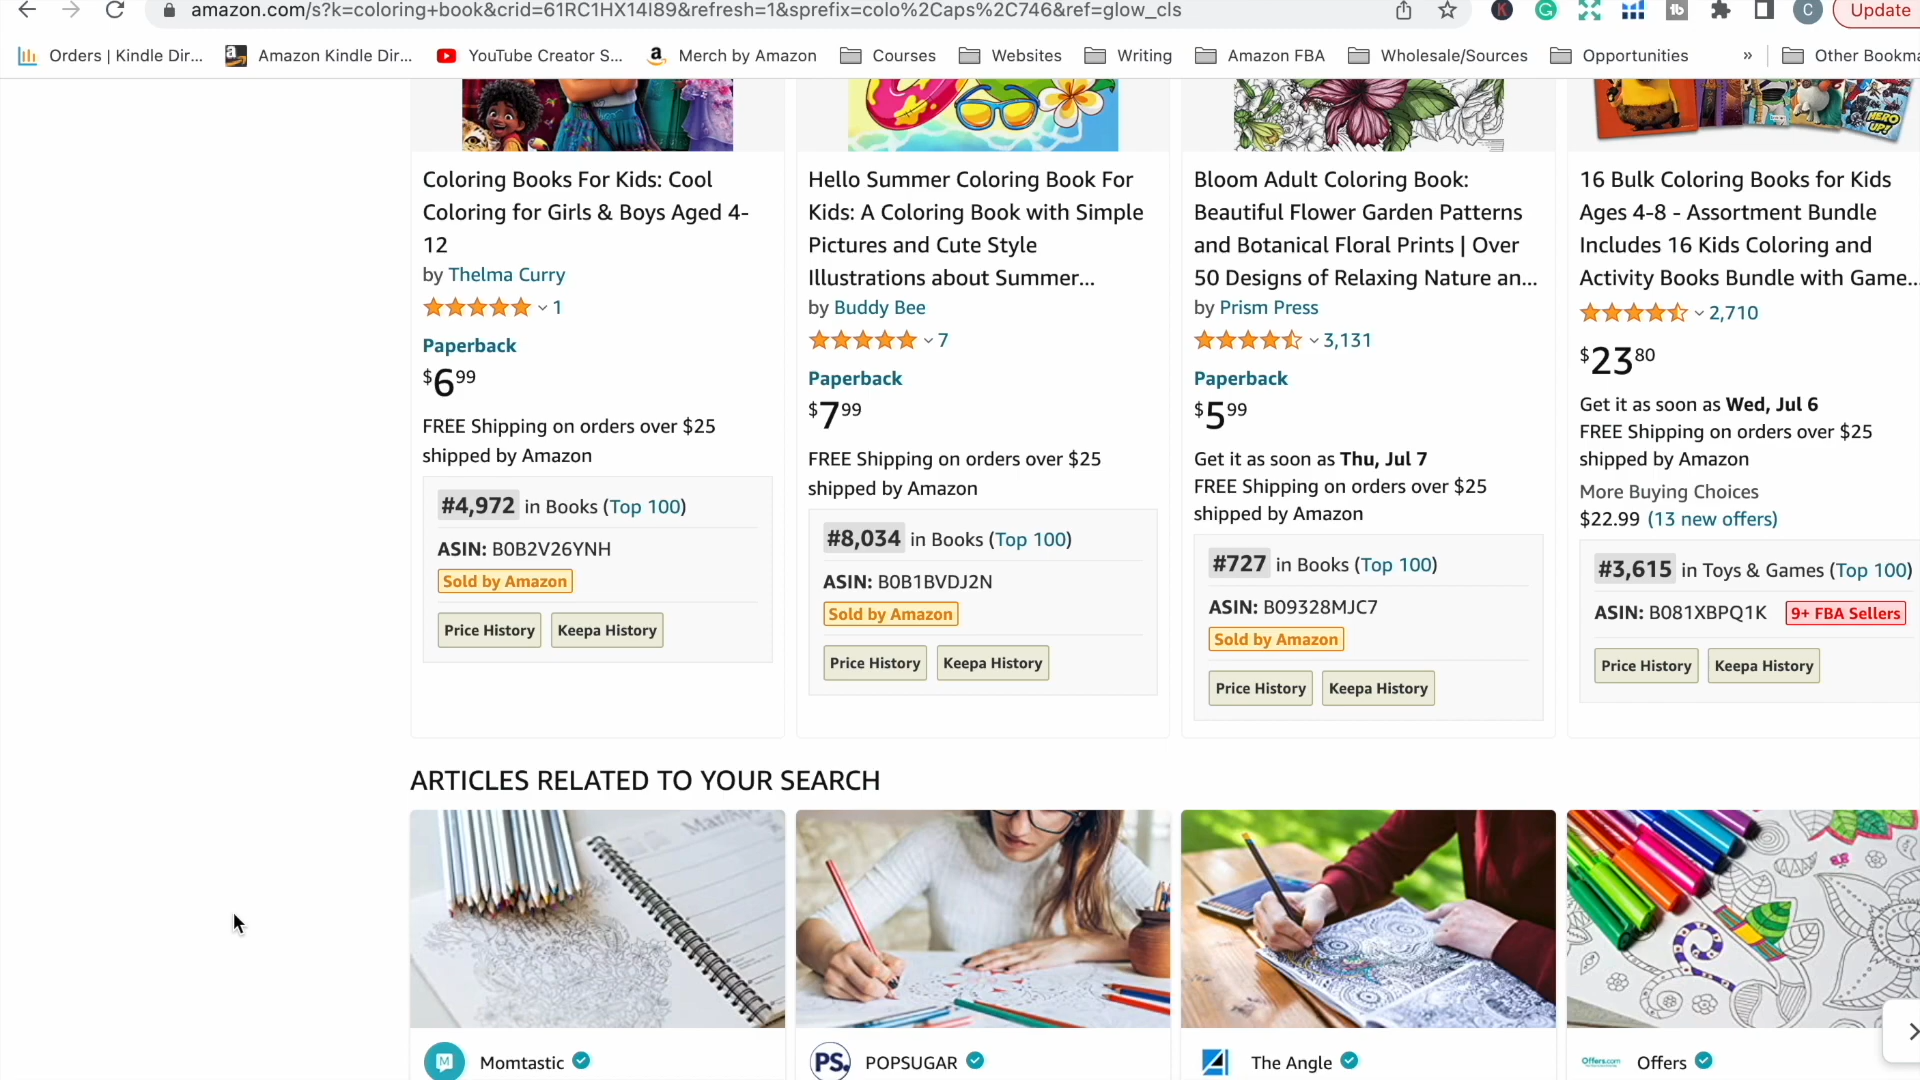 amazon.com/s?k=coloring+book&crid=61RC1HX14I89&refresh=1&sprefix=colo%2Caps%2C746&ref=glow_cls
Update
Orders | Kindle Dir...
Amazon Kindle Dir...
YouTube Creator S...
Merch by Amazon
Courses
Websites
Writing
Amazon FBA
Wholesale/Sources
Opportunities
»
Other Bookma
HERO
UP!
Coloring Books For Kids: Cool
Coloring for Girls & Boys Aged 4-
12
by Thelma Curry
1
Paperback
$6 99
FREE Shipping on orders over $25
shipped by Amazon
#4,972 in Books (Top 100)
ASIN: B0B2V26YNH
Sold by Amazon
Price History
Keepa History
Hello Summer Coloring Book For
Kids: A Coloring Book with Simple
Pictures and Cute Style
Illustrations about Summer...
by Buddy Bee
7
Paperback
$7 99
FREE Shipping on orders over $25
shipped by Amazon
#8,034 in Books (Top 100)
ASIN: B0B1BVDJ2N
Sold by Amazon
Price History
Keepa History
Bloom Adult Coloring Book:
Beautiful Flower Garden Patterns
and Botanical Floral Prints | Over
50 Designs of Relaxing Nature an...
by Prism Press
3,131
Paperback
$5 99
Get it as soon as Thu, Jul 7
FREE Shipping on orders over $25
shipped by Amazon
#727 in Books (Top 100)
ASIN: B09328MJC7
Sold by Amazon
Price History
Keepa History
16 Bulk Coloring Books for Kids
Ages 4-8 - Assortment Bundle
Includes 16 Kids Coloring and
Activity Books Bundle with Game...
2,710
$23 80
Get it as soon as Wed, Jul 6
FREE Shipping on orders over $25
shipped by Amazon
More Buying Choices
$22.99 (13 new offers)
#3,615 in Toys & Games (Top 100)
ASIN: B081XBPQ1K
9+ FBA Sellers
Price History
Keepa History
ARTICLES RELATED TO YOUR SEARCH
M
Momtastic
PS.
POPSUGAR
The Angle
Offers.com
Offers